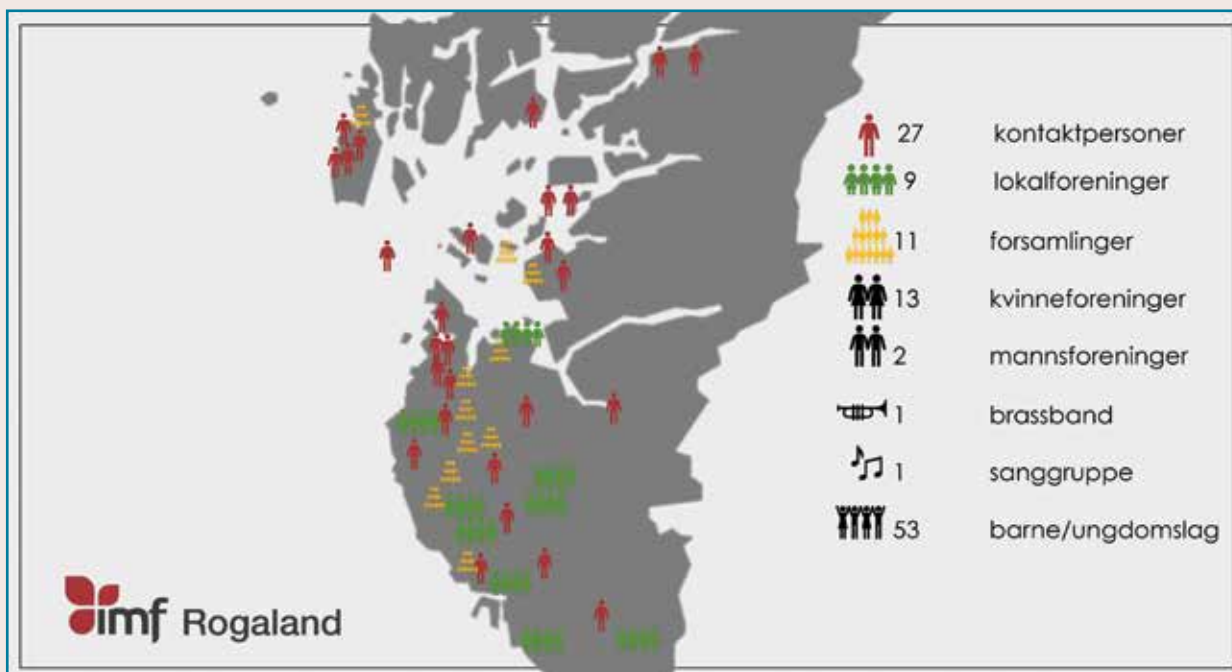 27 kontaktpersoner
9 lokalforeninger
11 forsamlinger
13 kvinneforeninger
2 mannsforeninger
1 brassband
1 sanggruppe
53 barne/ungdomslag
imf Rogaland